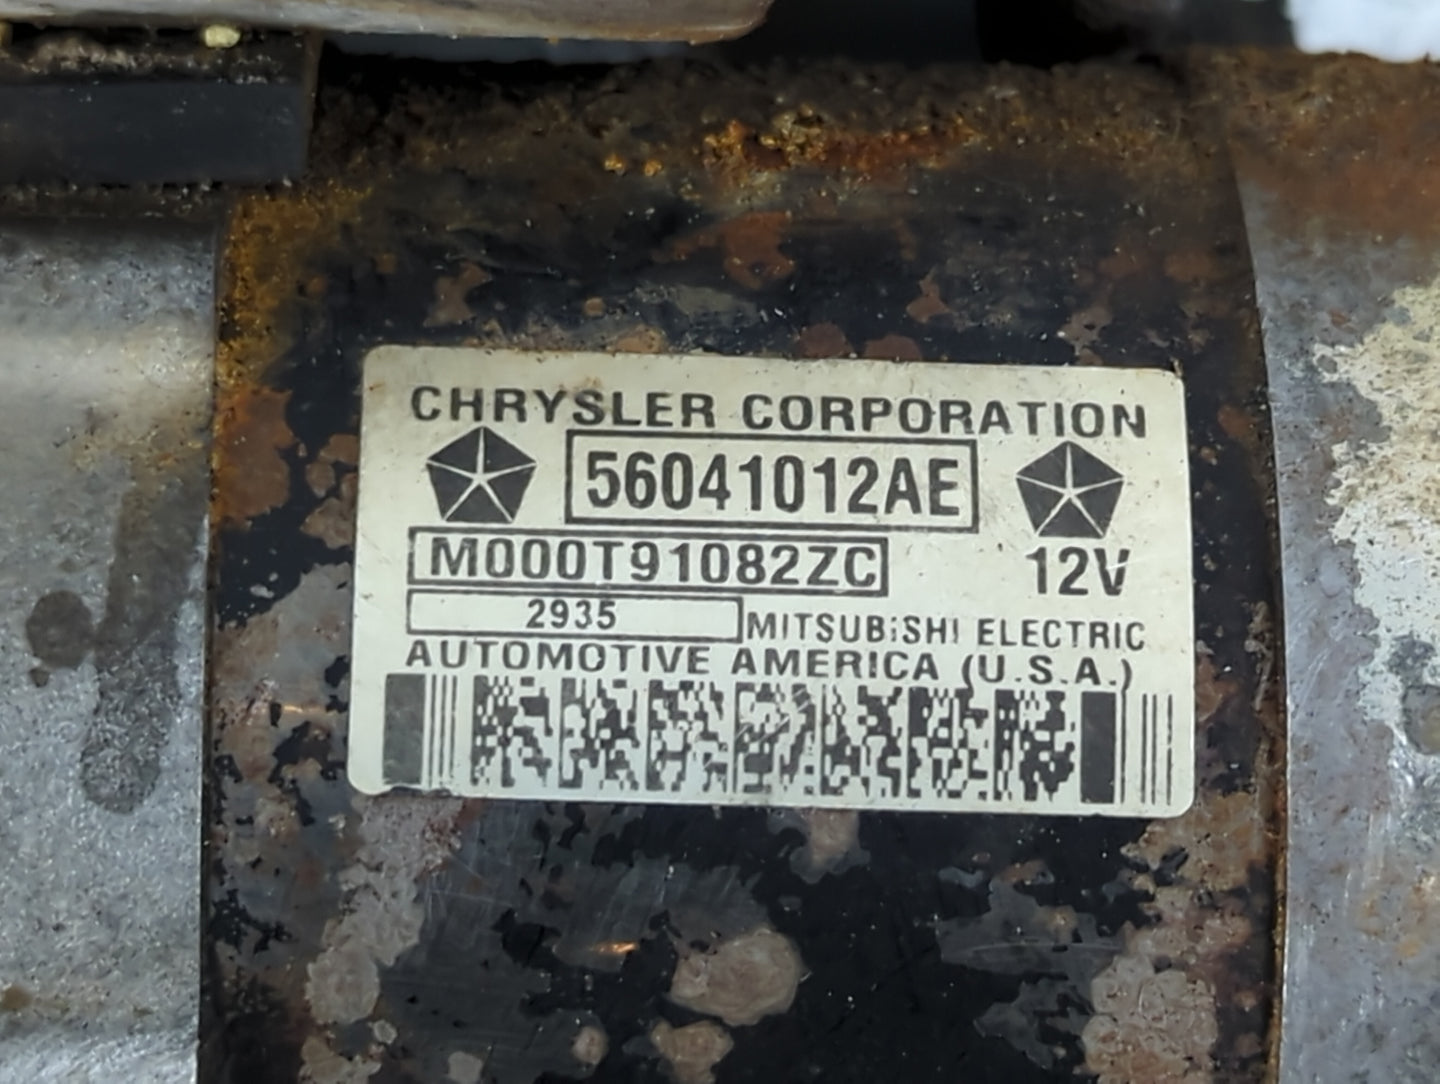 CHRYSLER CORPORATION
56041012AE
M000T91082ZC 12V
2935 MITSUBiSHI ELECTRIC
AUTOMOTIVE AMERICA (U.S.A.)